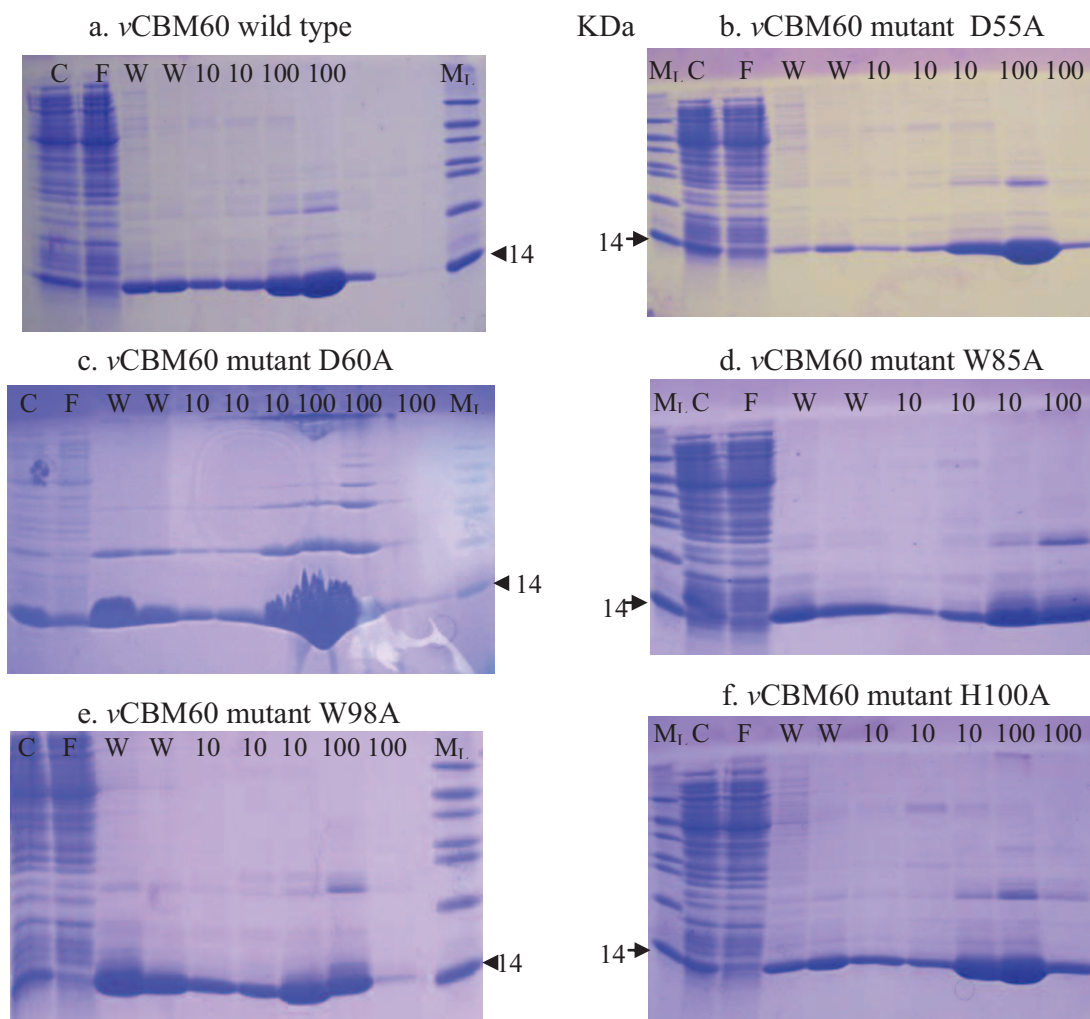 a. vCBM60 wild type
KDa
b. vCBM60 mutant D55A
C F W W 10 10 100 100 ML
14
ML C F W W 10 10 10 100 100
14
c. vCBM60 mutant D60A
C F W W 10 10 10 100 100 100 ML
14
d. vCBM60 mutant W85A
ML C F W W 10 10 10 100
14
e. vCBM60 mutant W98A
C F W W 10 10 10 100 100 ML
14
f. vCBM60 mutant H100A
ML C F W W 10 10 10 100 100
14